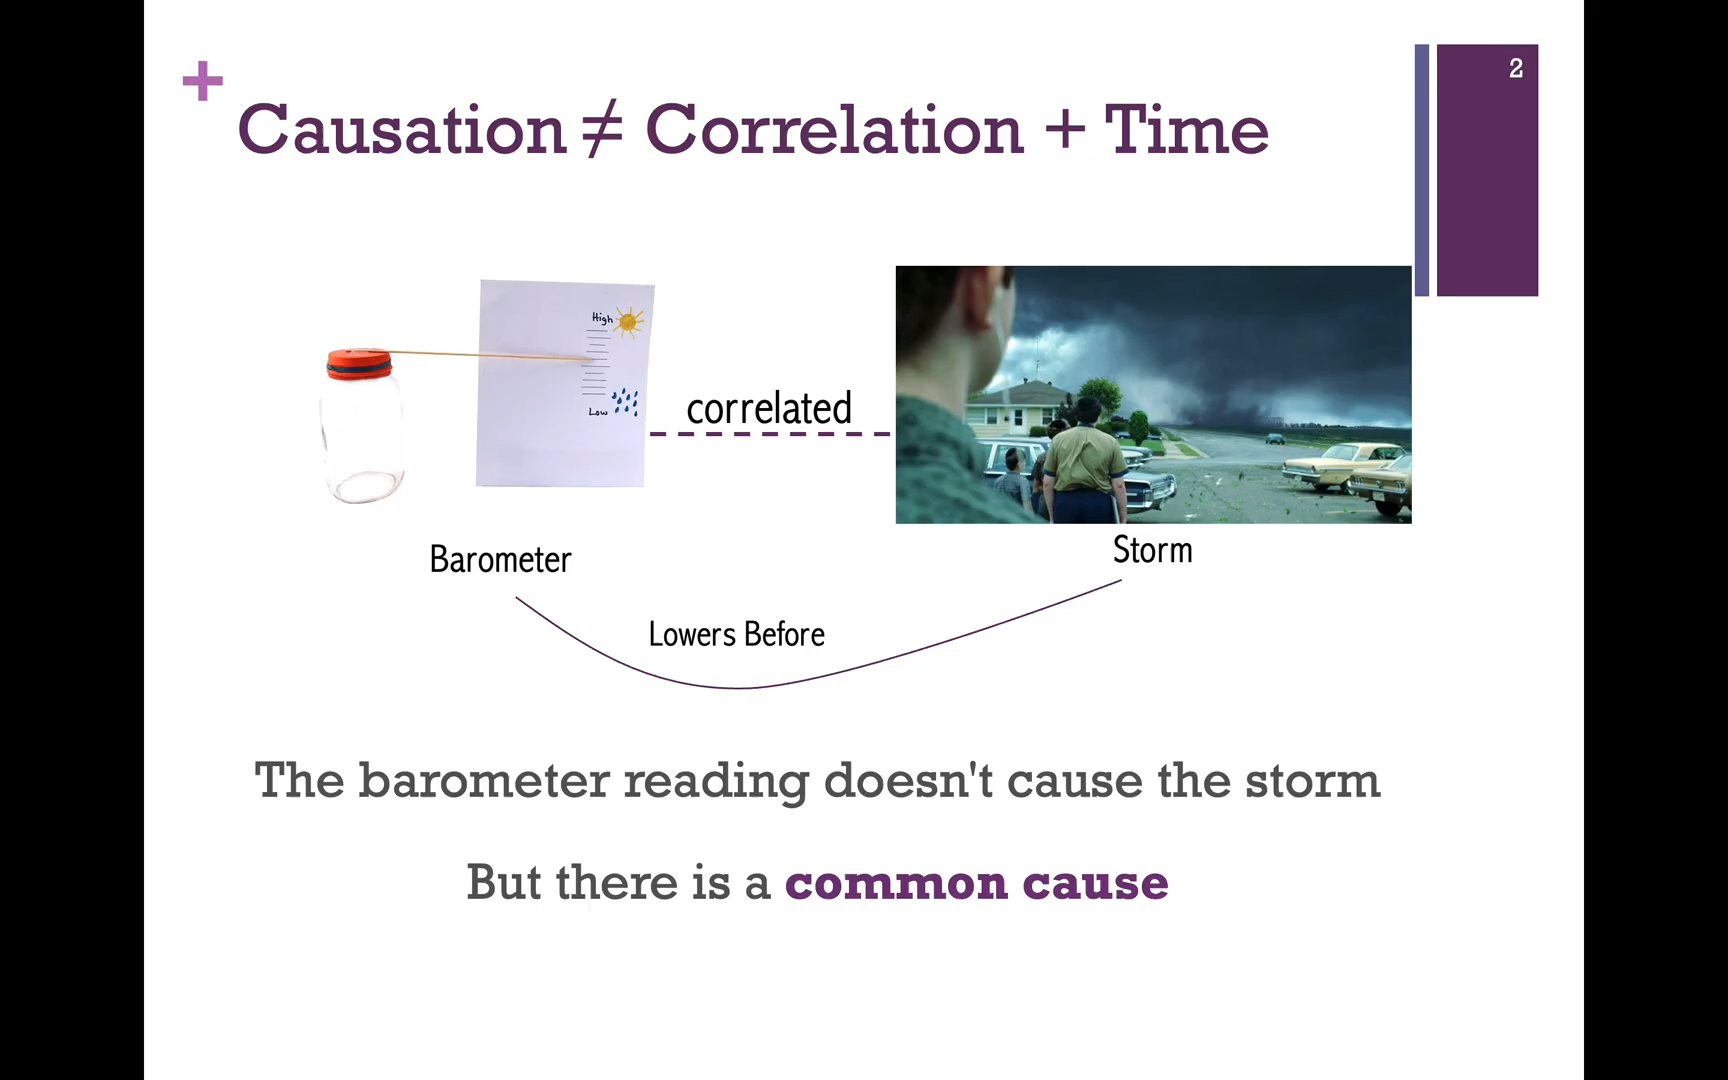 2
+
Causation ≠ Correlation + Time
High
Low
correlated
Barometer
Storm
Lowers Before
The barometer reading doesn't cause the storm
But there is a common cause